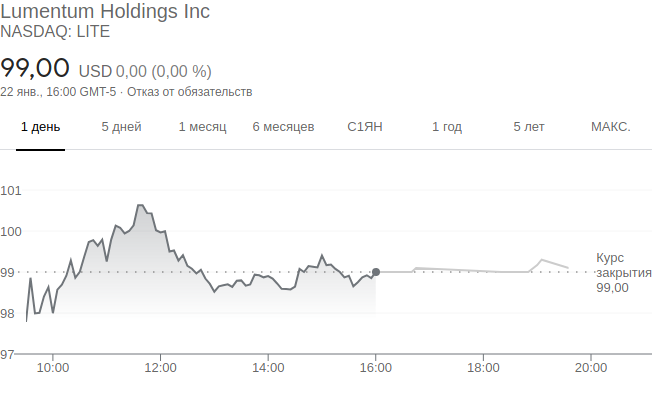 Lumentum Holdings Inc
NASDAQ: LITE
99,00 USD 0,00 (0,00 %)
22 янв., 16:00 GMT-5 · Отказ от обязательств
1 день 5 дней 1 месяц 6 месяцев С1ЯН 1 год 5 лет МАКС.
101
100
99
98
97
Курс
закрытия
99,00
10:00 12:00 14:00 16:00 18:00 20:00